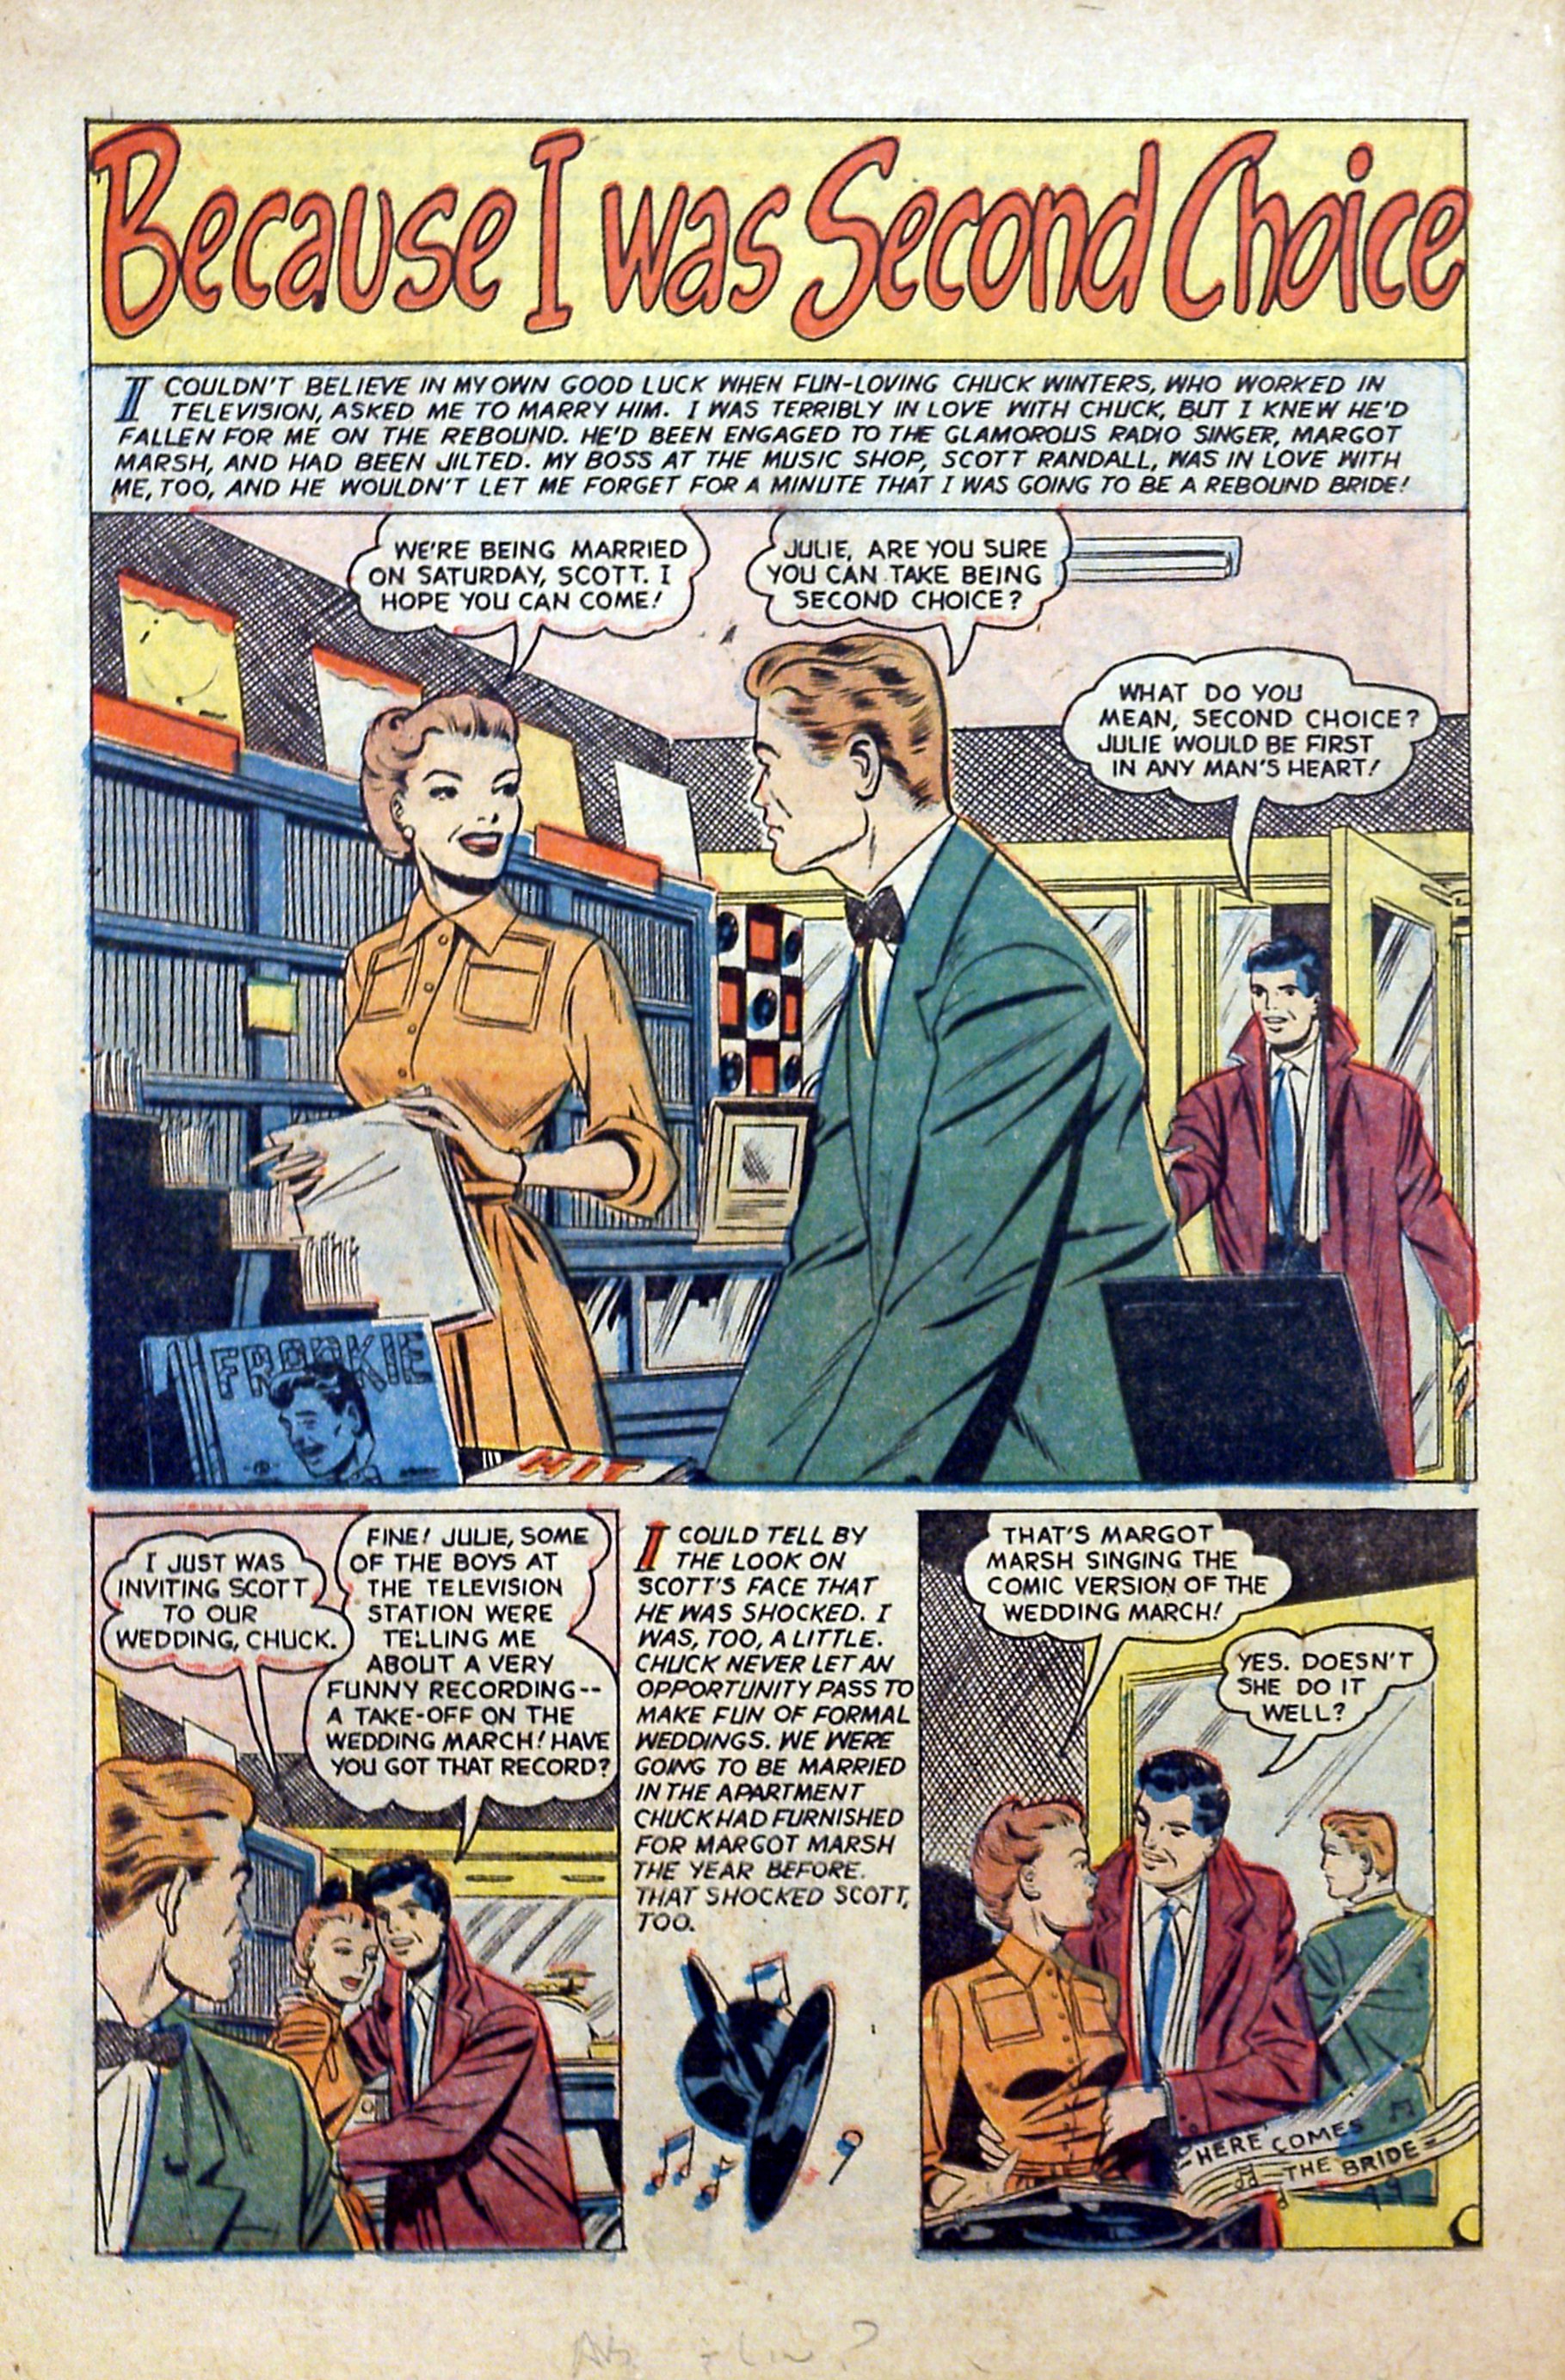 Because I was Second Choice
I COULDN'T BELIEVE IN MY OWN GOOD LUCK WHEN FUN-LOVING CHUCK WINTERS, WHO WORKED IN
TELEVISION, ASKED ME TO MARRY HIM. I WAS TERRIBLY IN LOVE WITH CHUCK, BUT I KNEW HE'D
FALLEN FOR ME ON THE REBOUND. HE'D BEEN ENGAGED TO THE GLAMOROUS RADIO SINGER, MARGOT
MARSH, AND HAD BEEN JILTED. MY BOSS AT THE MUSIC SHOP, SCOTT RANDALL, WAS IN LOVE WITH
ME, TOO, AND HE WOULDN'T LET ME FORGET FOR A MINUTE THAT I WAS GOING TO BE A REBOUND BRIDE!
WE'RE BEING MARRIED
ON SATURDAY, SCOTT. I
HOPE YOU CAN COME!
JULIE, ARE YOU SURE
YOU CAN TAKE BEING
SECOND CHOICE?
WHAT DO YOU
MEAN, SECOND CHOICE?
JULIE WOULD BE FIRST
IN ANY MAN'S HEART!
HIT
I JUST WAS
INVITING SCOTT
TO OUR
WEDDING, CHUCK.
FINE! JULIE, SOME
OF THE BOYS AT
THE TELEVISION
STATION WERE
TELLING ME
ABOUT A VERY
FUNNY RECORDING--
A TAKE-OFF ON THE
WEDDING MARCH! HAVE
YOU GOT THAT RECORD?
I COULD TELL BY
THE LOOK ON
SCOTT'S FACE THAT
HE WAS SHOCKED. I
WAS, TOO, A LITTLE.
CHUCK NEVER LET AN
OPPORTUNITY PASS TO
MAKE FUN OF FORMAL
WEDDINGS. WE WERE
GOING TO BE MARRIED
IN THE APARTMENT
CHUCK HAD FURNISHED
FOR MARGOT MARSH
THE YEAR BEFORE.
THAT SHOCKED SCOTT,
TOO.
THAT'S MARGOT
MARSH SINGING THE
COMIC VERSION OF THE
WEDDING MARCH!
YES. DOESN'T
SHE DO IT
WELL?
HERE COMES
THE BRIDE